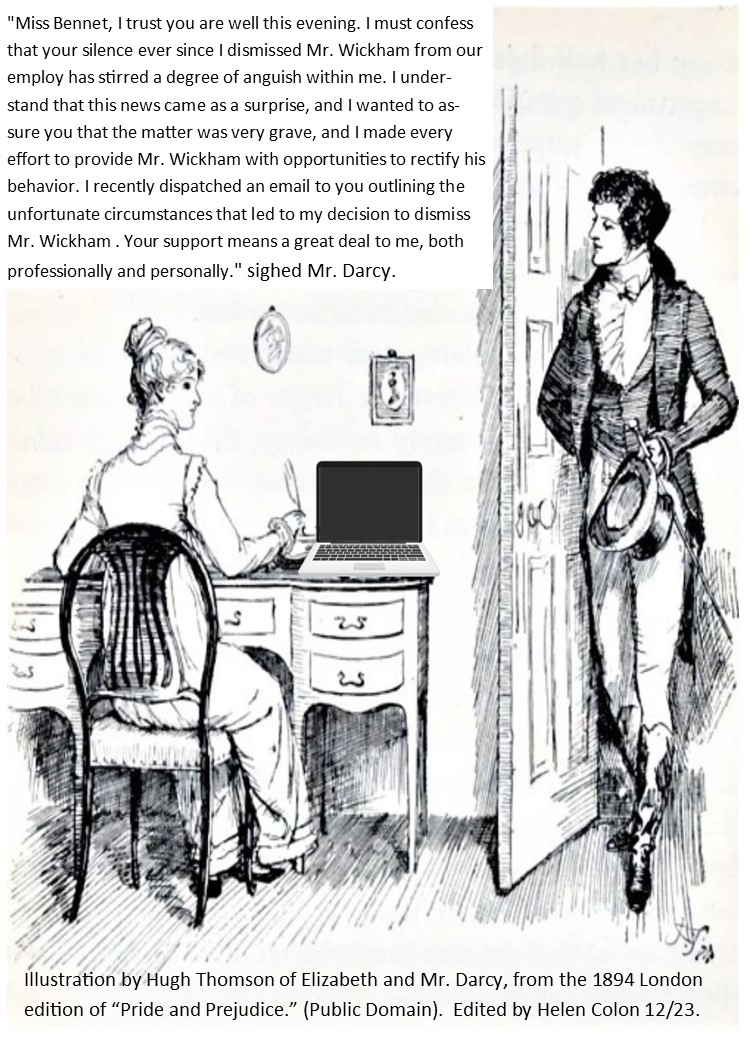 "Miss Bennet, I trust you are well this evening. I must confess
that your silence ever since I dismissed Mr. Wickham from our
employ has stirred a degree of anguish within me. I under-
stand that this news came as a surprise, and I wanted to as-
sure you that the matter was very grave, and I made every
effort to provide Mr. Wickham with opportunities to rectify his
behavior. I recently dispatched an email to you outlining the
unfortunate circumstances that led to my decision to dismiss
Mr. Wickham . Your support means a great deal to me, both
professionally and personally." sighed Mr. Darcy.
Illustration by Hugh Thomson of Elizabeth and Mr. Darcy, from the 1894 London
edition of “Pride and Prejudice.” (Public Domain).  Edited by Helen Colon 12/23.